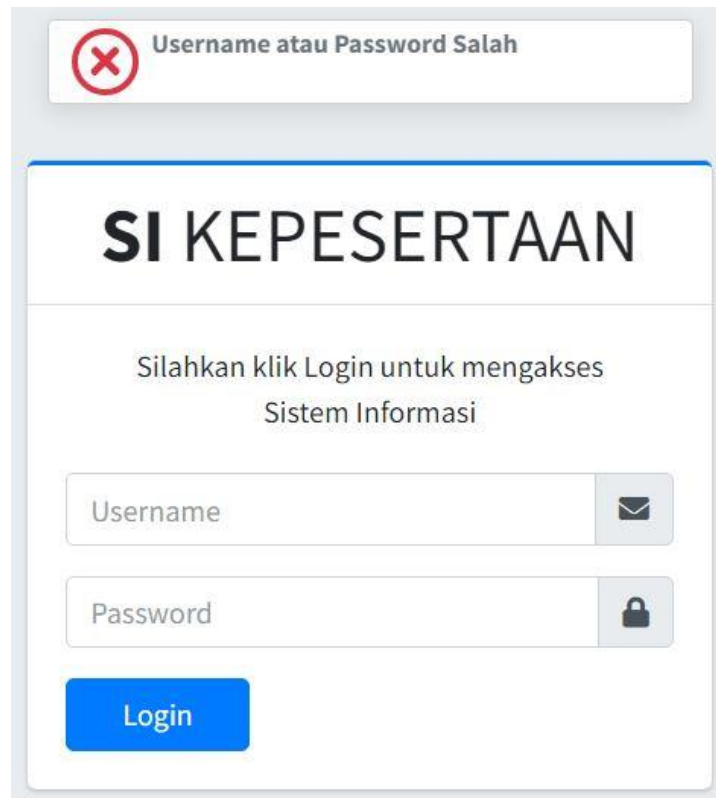 Username atau Password Salah
SI KEPESERTAAN
Silahkan klik Login untuk mengakses
Sistem Informasi
Username
Password
Login